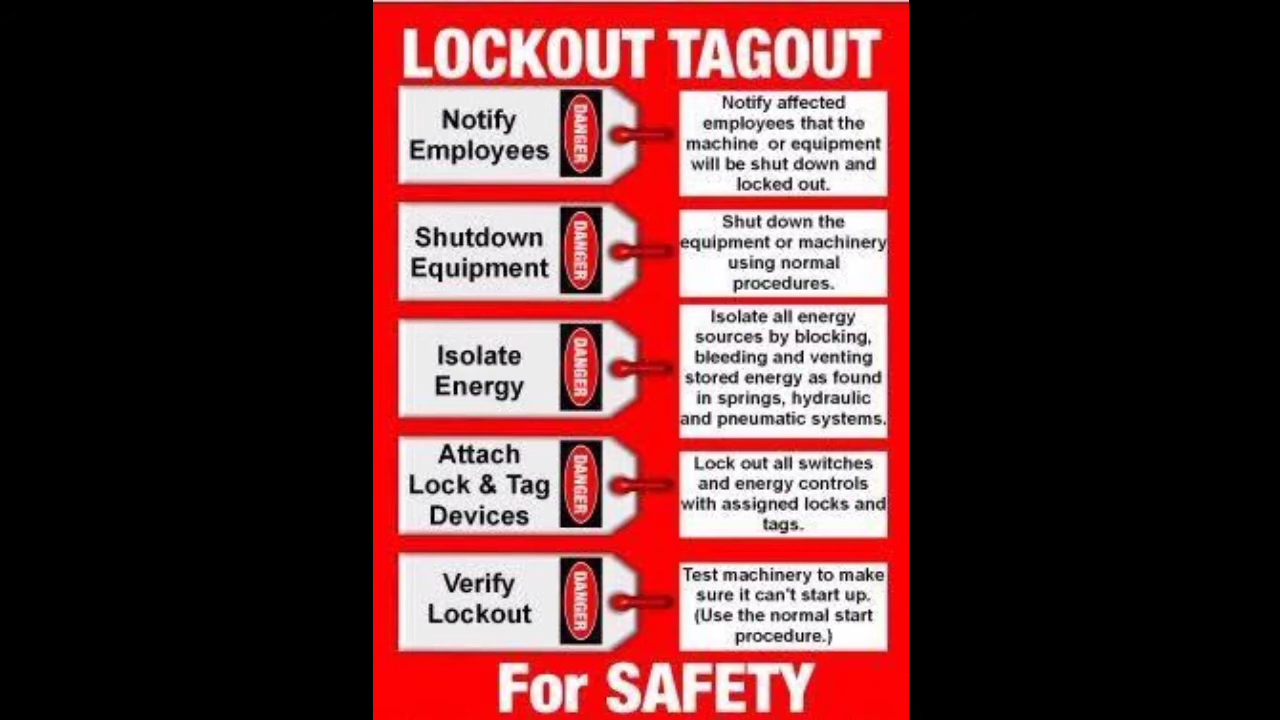 LOCKOUT TAGOUT
Notify
Employees
DANGER
Notify affected
employees that the
machine or equipment
will be shut down and
locked out.
Shutdown
Equipment
DANGER
Shut down the
equipment or machinery
using normal
procedures.
Isolate
Energy
DANGER
Isolate all energy
sources by blocking,
bleeding and venting
stored energy as found
in springs, hydraulic
and pneumatic systems.
Attach
Lock & Tag
Devices
DANGER
Lock out all switches
and energy controls
with assigned locks and
tags.
Verify
Lockout
DANGER
Test machinery to make
sure it can't start up.
(Use the normal start
procedure.)
For SAFETY